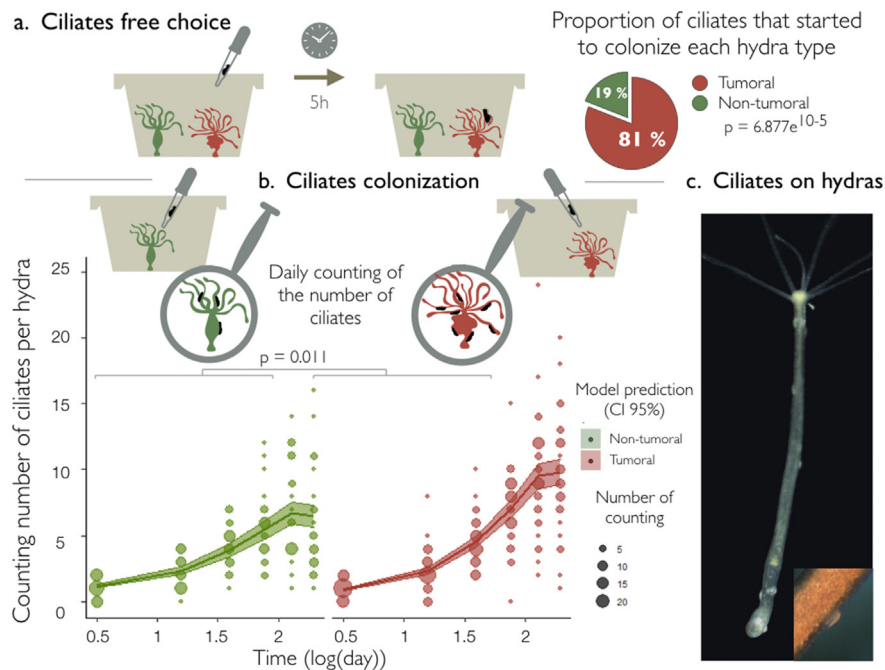 a. Ciliates free choice
5h
Proportion of ciliates that started
to colonize each hydra type
19 %
81 %
Tumoral
Non-tumoral
p = 6.877e10-5
b. Ciliates colonization
Daily counting of
the number of
ciliates
p = 0.011
Counting number of ciliates per hydra
25
20
15
10
5
0
0.5
1
1.5
2
0.5
1
1.5
2
Time (log(day))
Model prediction
(CI 95%)
Non-tumoral
Tumoral
Number of
counting
5
10
15
20
c. Ciliates on hydras